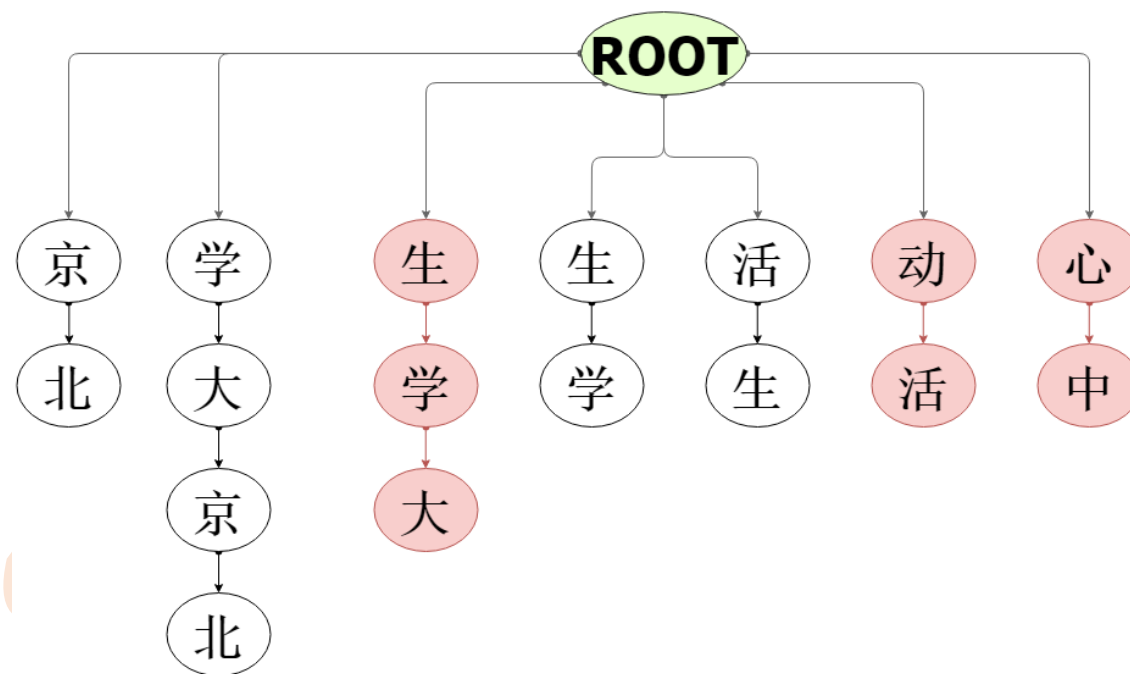 ROOT
京 学 生 生 活 动 心
北 大 学 学 生 活 中
京 大
北